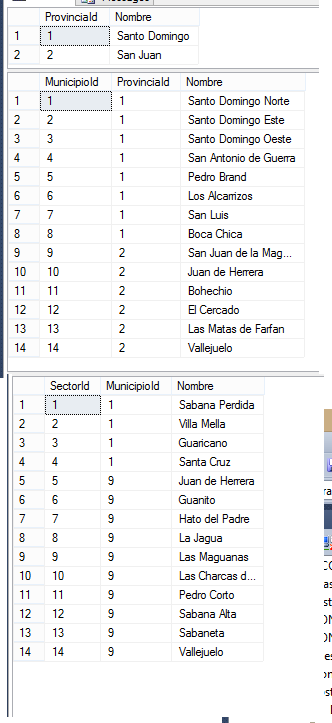 Messages
ProvinciaId Nombre
1 1 Santo Domingo
2 2 San Juan
MunicipioId ProvinciaId Nombre
1 1 1 Santo Domingo Norte
2 2 1 Santo Domingo Este
3 3 1 Santo Domingo Oeste
4 4 1 San Antonio de Guerra
5 5 1 Pedro Brand
6 6 1 Los Alcarrizos
7 7 1 San Luis
8 8 1 Boca Chica
9 9 2 San Juan de la Mag...
10 10 2 Juan de Herrera
11 11 2 Bohechio
12 12 2 El Cercado
13 13 2 Las Matas de Farfan
14 14 2 Vallejuelo
SectorId MunicipioId Nombre
1 1 1 Sabana Perdida
2 2 1 Villa Mella
3 3 1 Guaricano
4 4 1 Santa Cruz
5 5 9 Juan de Herrera
6 6 9 Guanito
7 7 9 Hato del Padre
8 8 9 La Jagua
9 9 9 Las Maguanas
10 10 9 Las Charcas d...
11 11 9 Pedro Corto
12 12 9 Sabana Alta
13 13 9 Sabaneta
14 14 9 Vallejuelo